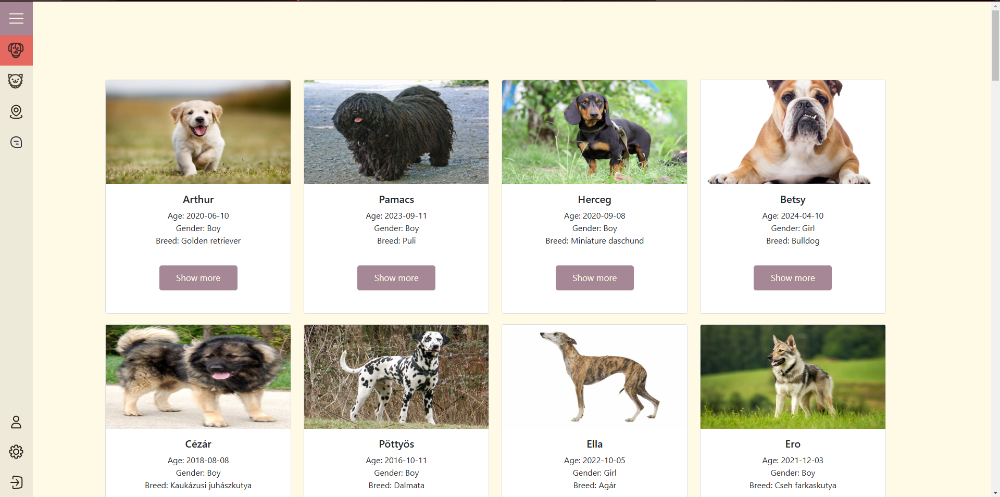 Arthur
Age: 2020-06-10
Gender: Boy
Breed: Golden retriever
Show more
Pamacs
Age: 2023-09-11
Gender: Boy
Breed: Puli
Show more
Herceg
Age: 2020-09-08
Gender: Boy
Breed: Miniature daschund
Show more
Betsy
Age: 2024-04-10
Gender: Girl
Breed: Bulldog
Show more
Cézár
Age: 2018-08-08
Gender: Boy
Breed: Kaukázusi juhászkutya
Pöttyös
Age: 2016-10-11
Gender: Boy
Breed: Dalmata
Ella
Age: 2022-10-05
Gender: Girl
Breed: Agár
Ero
Age: 2021-12-03
Gender: Boy
Breed: Cseh farkaskutya